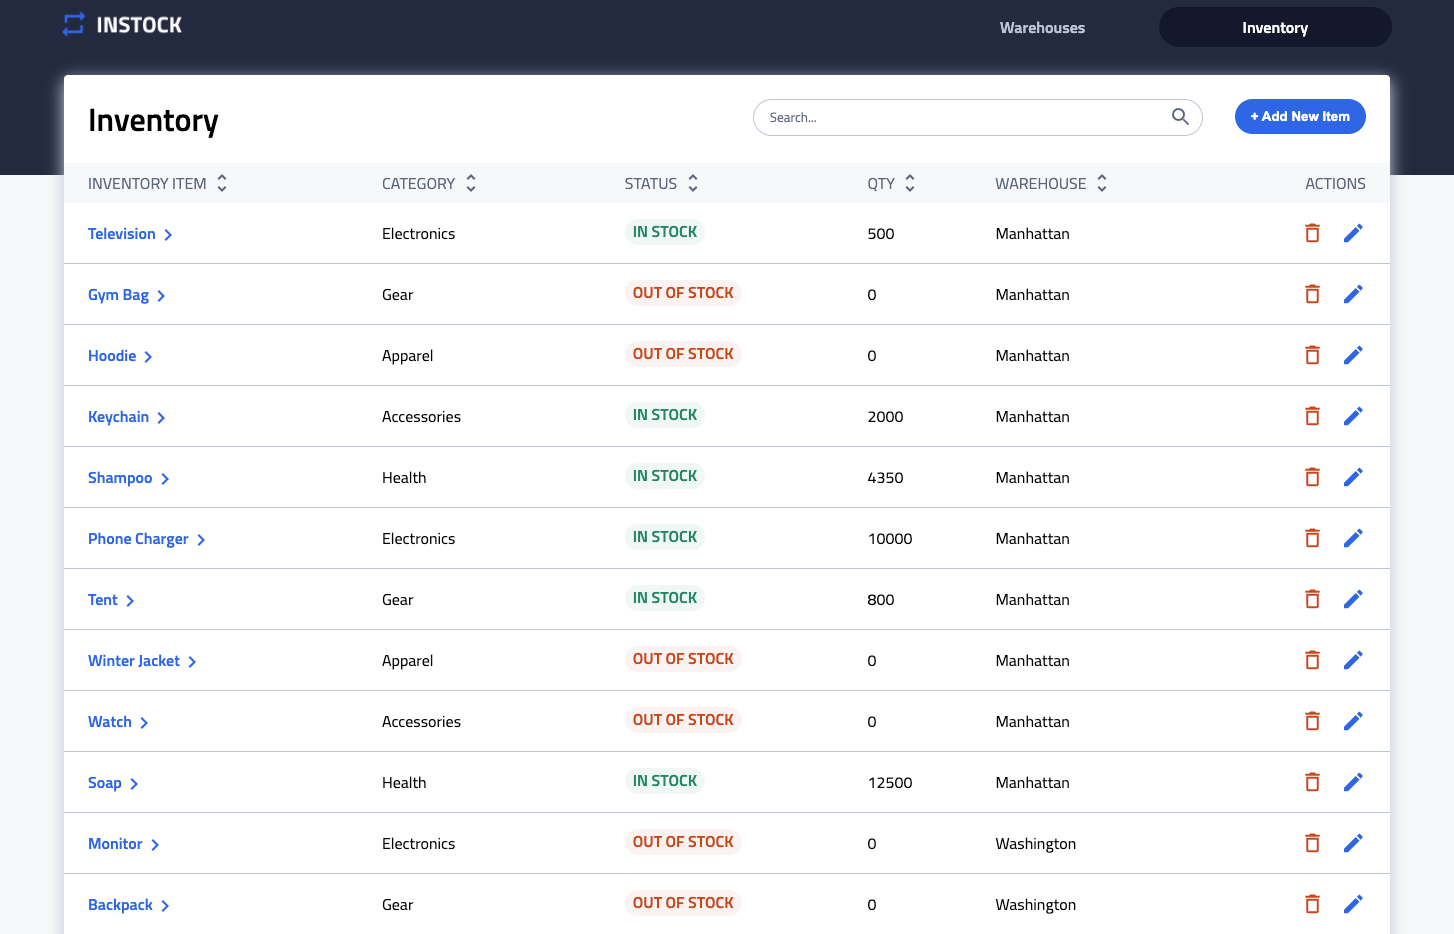 INSTOCK Warehouses Inventory
Inventory Search... + Add New Item
INVENTORY ITEM CATEGORY STATUS QTY WAREHOUSE ACTIONS
Television Electronics IN STOCK 500 Manhattan
Gym Bag Gear OUT OF STOCK 0 Manhattan
Hoodie Apparel OUT OF STOCK 0 Manhattan
Keychain Accessories IN STOCK 2000 Manhattan
Shampoo Health IN STOCK 4350 Manhattan
Phone Charger Electronics IN STOCK 10000 Manhattan
Tent Gear IN STOCK 800 Manhattan
Winter Jacket Apparel OUT OF STOCK 0 Manhattan
Watch Accessories OUT OF STOCK 0 Manhattan
Soap Health IN STOCK 12500 Manhattan
Monitor Electronics OUT OF STOCK 0 Washington
Backpack Gear OUT OF STOCK 0 Washington